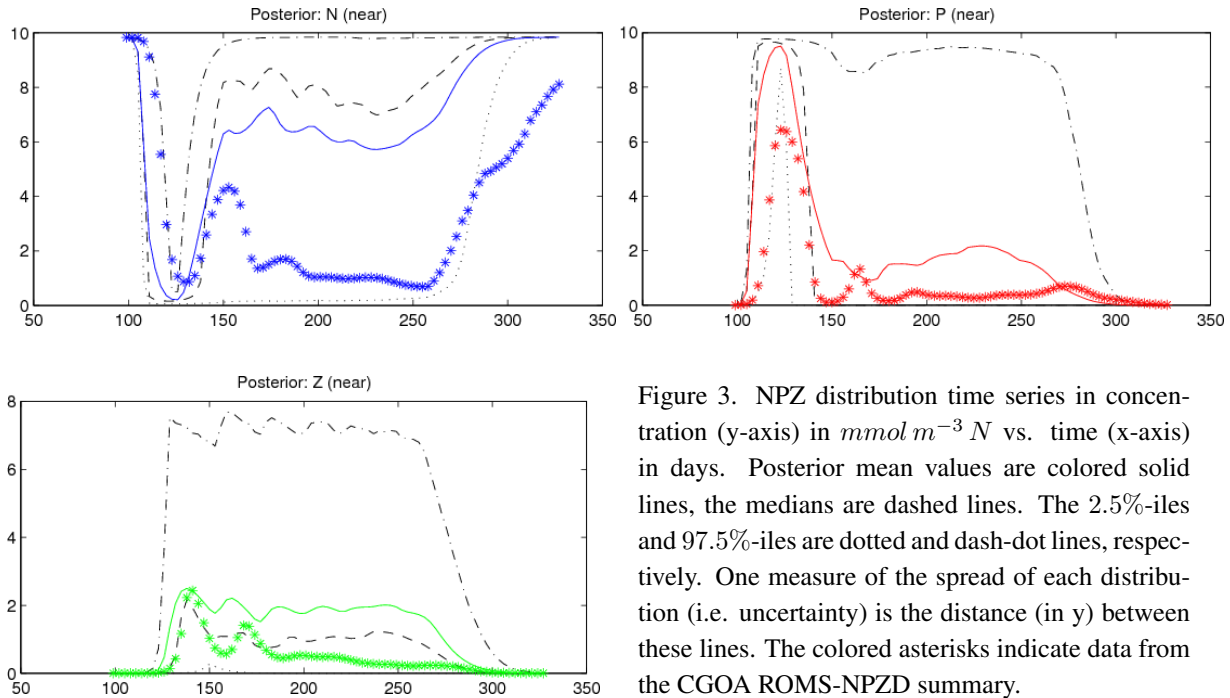 Posterior: N (near)
10
8
6
4
2
0
50 100 150 200 250 300 350
Posterior: P (near)
10
8
6
4
2
0
50 100 150 200 250 300 350
Posterior: Z (near)
8
6
4
2
0
50 100 150 200 250 300 350
Figure 3. NPZ distribution time series in concen-
tration (y-axis) in mmol m⁻³ N vs. time (x-axis)
in days. Posterior mean values are colored solid
lines, the medians are dashed lines. The 2.5%-iles
and 97.5%-iles are dotted and dash-dot lines, respec-
tively. One measure of the spread of each distribu-
tion (i.e. uncertainty) is the distance (in y) between
these lines. The colored asterisks indicate data from
the CGOA ROMS-NPZD summary.